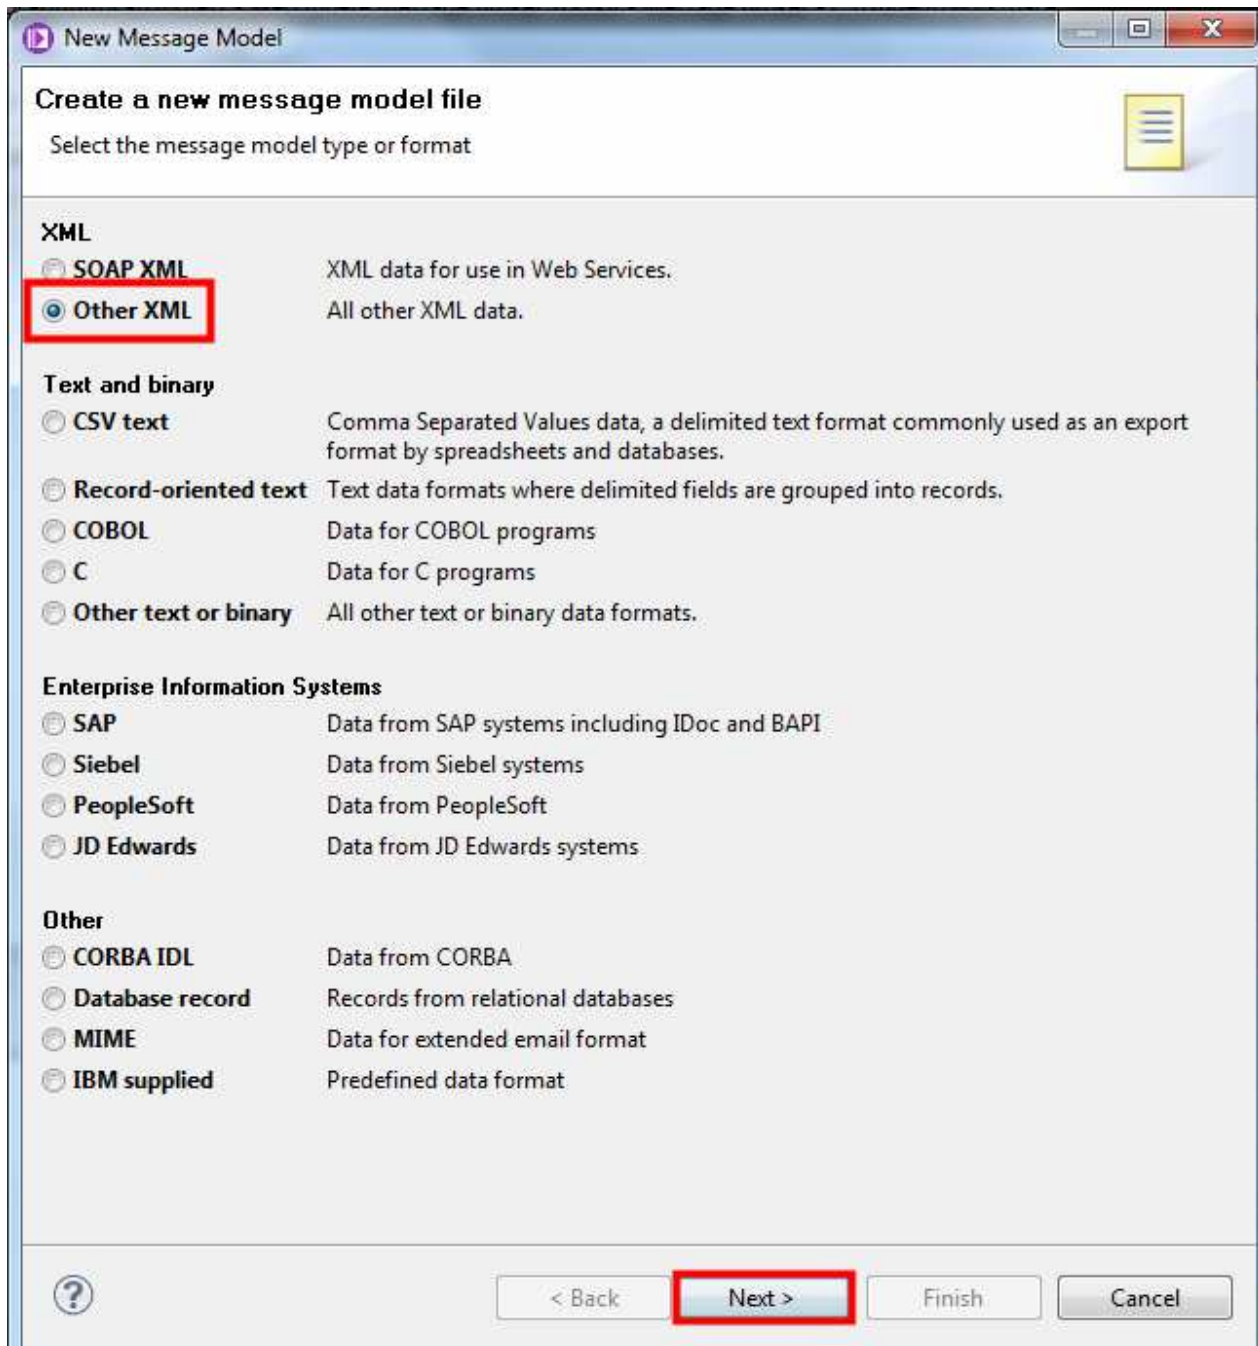 New Message Model
Create a new message model file
Select the message model type or format
XML
SOAP XML XML data for use in Web Services.
Other XML All other XML data.
Text and binary
CSV text Comma Separated Values data, a delimited text format commonly used as an export
format by spreadsheets and databases.
Record-oriented text Text data formats where delimited fields are grouped into records.
COBOL Data for COBOL programs
C Data for C programs
Other text or binary All other text or binary data formats.
Enterprise Information Systems
SAP Data from SAP systems including IDoc and BAPI
Siebel Data from Siebel systems
PeopleSoft Data from PeopleSoft
JD Edwards Data from JD Edwards systems
Other
CORBA IDL Data from CORBA
Database record Records from relational databases
MIME Data for extended email format
IBM supplied Predefined data format
? < Back Next > Finish Cancel